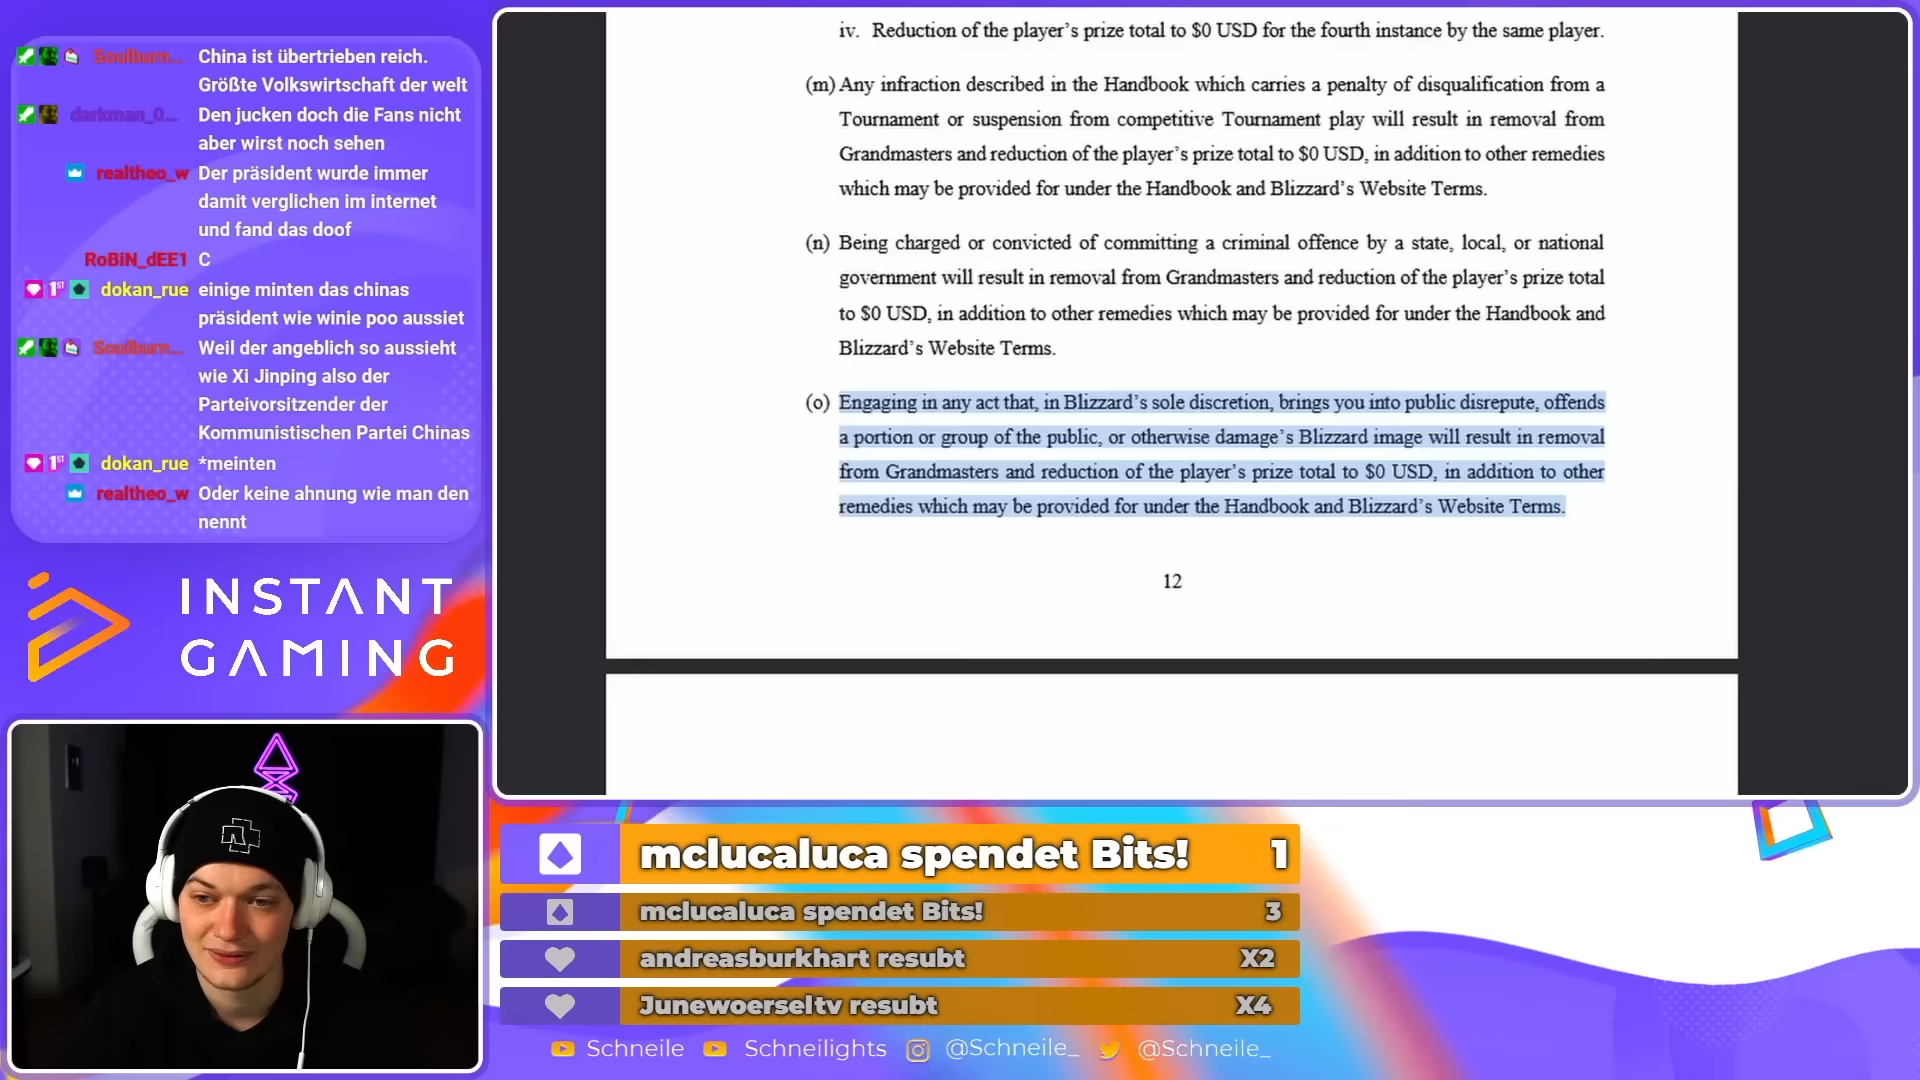 Soulburn... China ist übertrieben reich.
Größte Volkswirtschaft der welt
darkman_0... Den jucken doch die Fans nicht
aber wirst noch sehen
realtheo_w Der präsident wurde immer
damit verglichen im internet
und fand das doof
RoBiN_dEE1 C
1ST dokan_rue einige minten das chinas
präsident wie winie poo aussiet
Soulburn... Weil der angeblich so aussieht
wie Xi Jinping also der
Parteivorsitzender der
Kommunistischen Partei Chinas
1ST dokan_rue *meinten
realtheo_w Oder keine ahnung wie man den
nennt
INSTANT
GAMING
iv. Reduction of the player's prize total to $0 USD for the fourth instance by the same player.
(m) Any infraction described in the Handbook which carries a penalty of disqualification from a
Tournament or suspension from competitive Tournament play will result in removal from
Grandmasters and reduction of the player's prize total to $0 USD, in addition to other remedies
which may be provided for under the Handbook and Blizzard's Website Terms.
(n) Being charged or convicted of committing a criminal offence by a state, local, or national
government will result in removal from Grandmasters and reduction of the player's prize total
to $0 USD, in addition to other remedies which may be provided for under the Handbook and
Blizzard's Website Terms.
(o) Engaging in any act that, in Blizzard's sole discretion, brings you into public disrepute, offends
a portion or group of the public, or otherwise damage's Blizzard image will result in removal
from Grandmasters and reduction of the player's prize total to $0 USD, in addition to other
remedies which may be provided for under the Handbook and Blizzard's Website Terms.
12
mclucaluca spendet Bits! 1
mclucaluca spendet Bits! 3
andreasburkhart resubt X2
Junewoerseltv resubt X4
Schneile Schneilights @Schneile_ @Schneile_